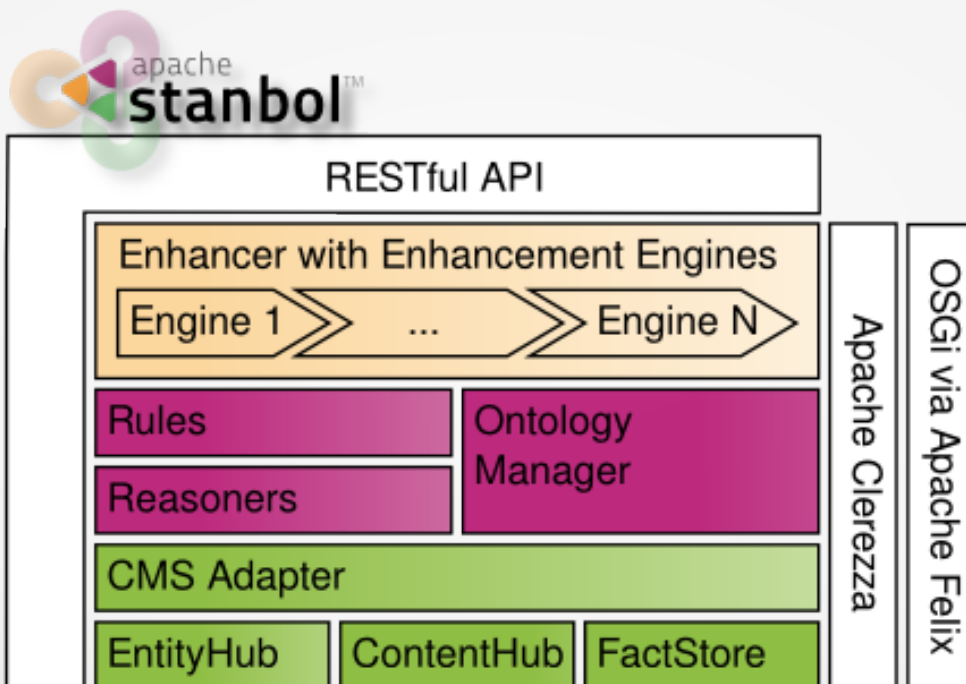 apache
stanbol™
RESTful API
Enhancer with Enhancement Engines
Engine 1
...
Engine N
Rules
Ontology
Manager
Reasoners
CMS Adapter
EntityHub
ContentHub
FactStore
Apache Clerezza
OSGi via Apache Felix